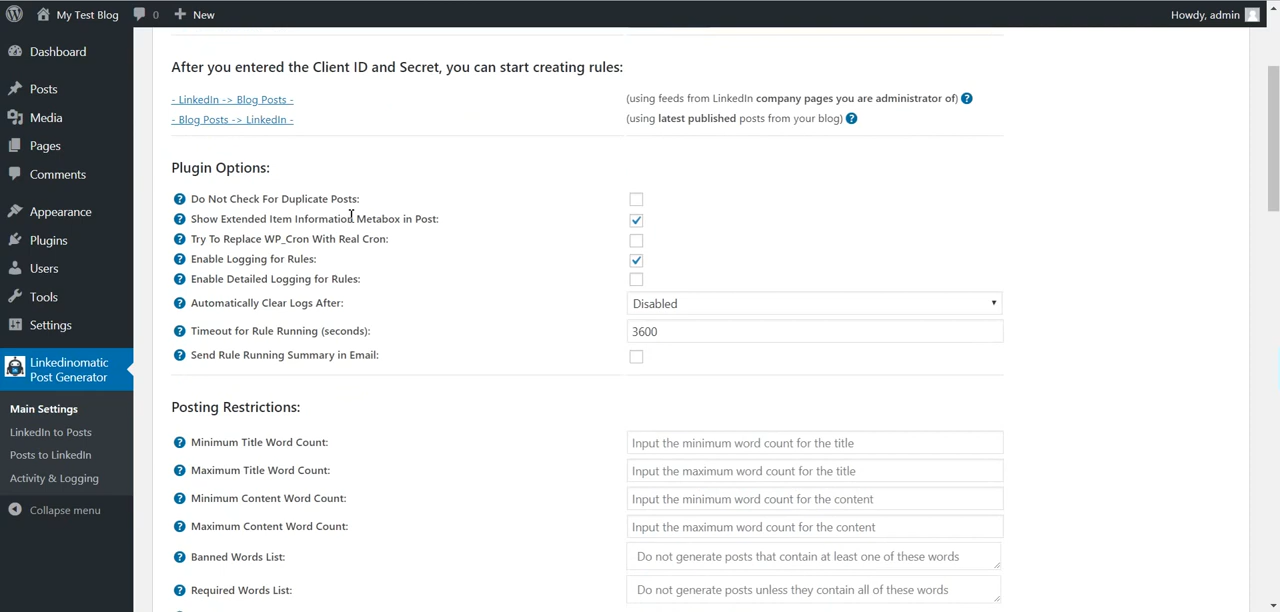 My Test Blog 0 New Howdy, admin
Dashboard
Posts
Media
Pages
Comments
Appearance
Plugins
Users
Tools
Settings
Linkedinomatic
Post Generator
Main Settings
LinkedIn to Posts
Posts to LinkedIn
Activity & Logging
Collapse menu
After you entered the Client ID and Secret, you can start creating rules:
- LinkedIn -> Blog Posts - (using feeds from LinkedIn company pages you are administrator of) ?
- Blog Posts -> LinkedIn - (using latest published posts from your blog) ?
Plugin Options:
? Do Not Check For Duplicate Posts:
? Show Extended Item Information Metabox in Post:
? Try To Replace WP_Cron With Real Cron:
? Enable Logging for Rules:
? Enable Detailed Logging for Rules:
? Automatically Clear Logs After: Disabled
? Timeout for Rule Running (seconds): 3600
? Send Rule Running Summary in Email:
Posting Restrictions:
? Minimum Title Word Count: Input the minimum word count for the title
? Maximum Title Word Count: Input the maximum word count for the title
? Minimum Content Word Count: Input the minimum word count for the content
? Maximum Content Word Count: Input the maximum word count for the content
? Banned Words List: Do not generate posts that contain at least one of these words
? Required Words List: Do not generate posts unless they contain all of these words